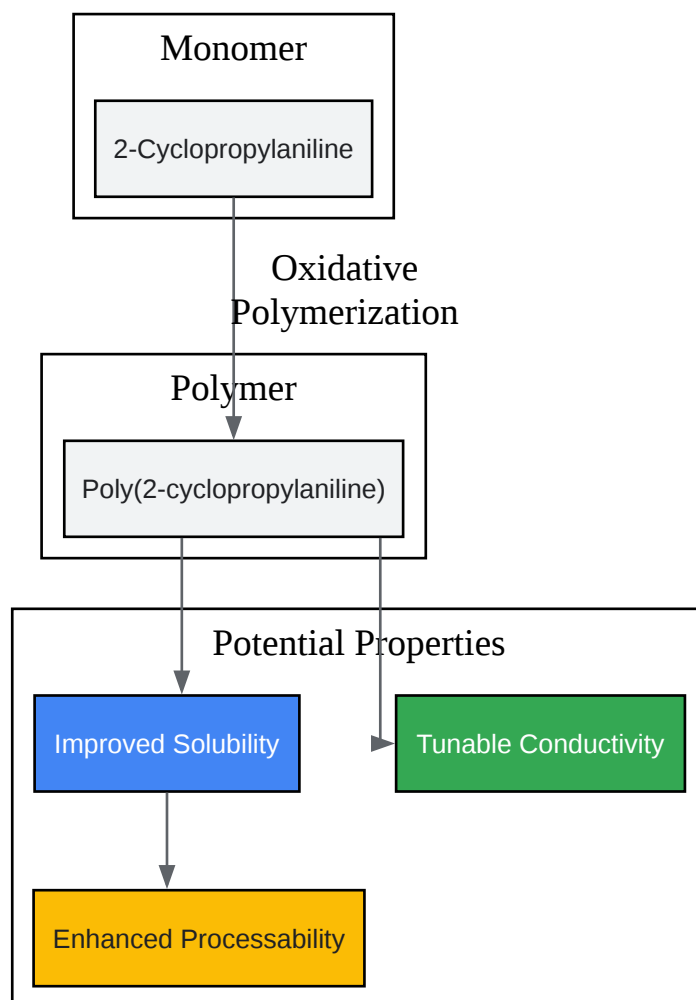 Monomer
2-Cyclopropylaniline
Oxidative
Polymerization
Polymer
Poly(2-cyclopropylaniline)
Potential Properties
Improved Solubility
Tunable Conductivity
Enhanced Processability